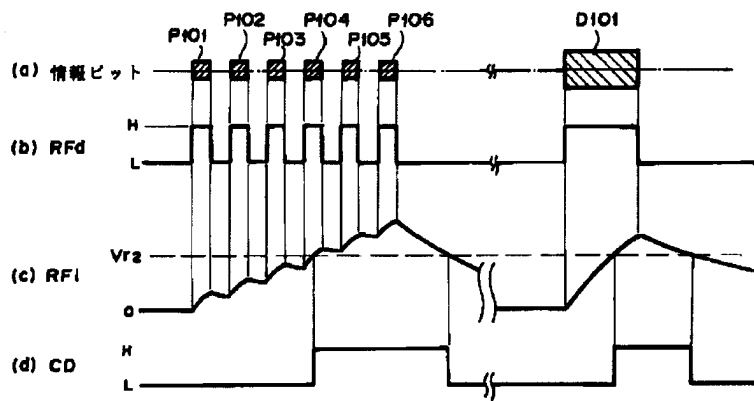 P101 P102 P103 P104 P105 P106 D101
(a) 情報ピット
(b) RFd H L
(c) RFi Vr2 0
(d) CD H L